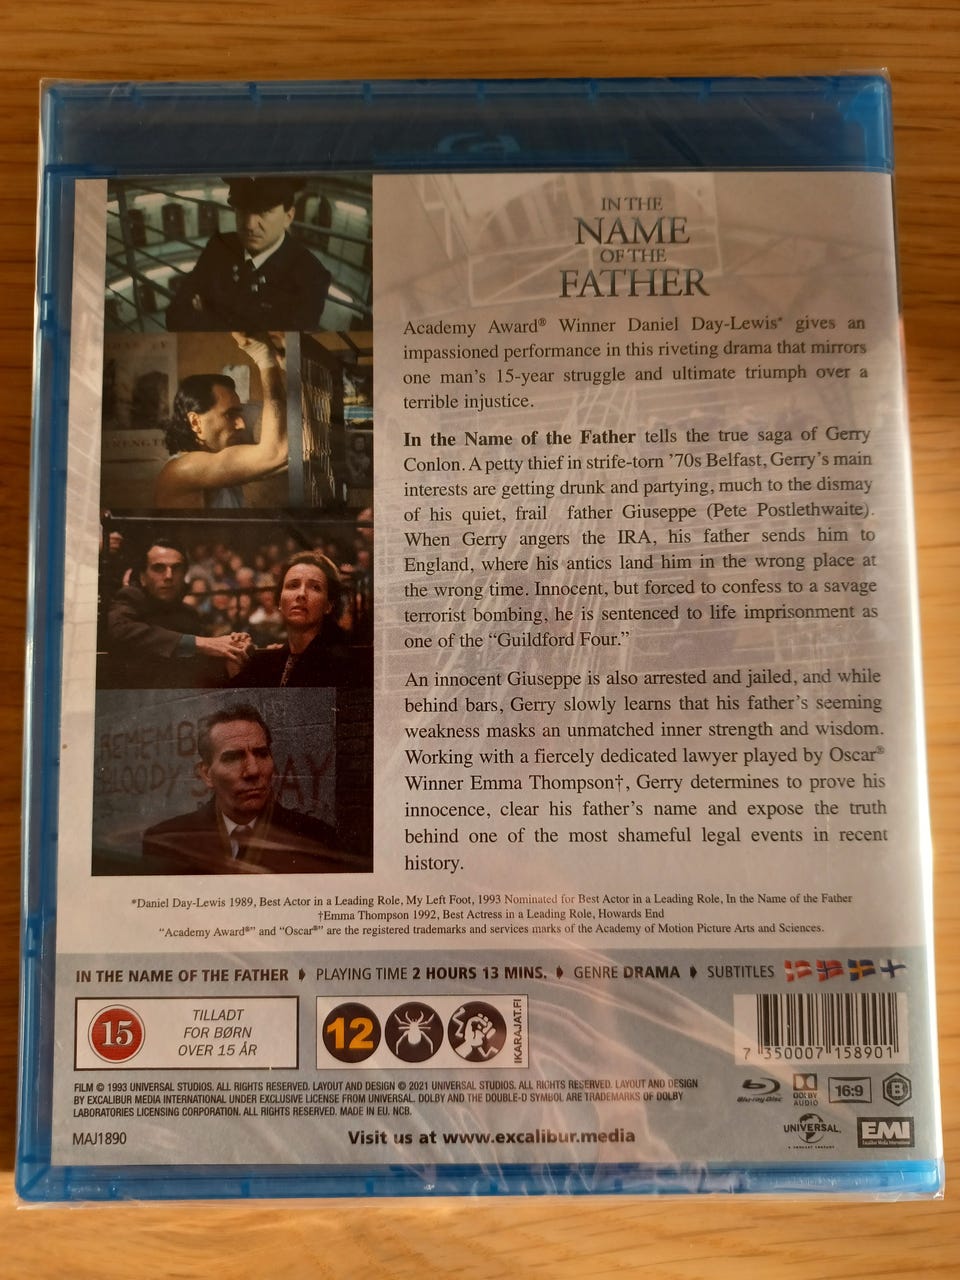 IN THE
NAME
OF THE
FATHER
Academy Award® Winner Daniel Day-Lewis* gives an
impassioned performance in this riveting drama that mirrors
one man's 15-year struggle and ultimate triumph over a
terrible injustice.
In the Name of the Father tells the true saga of Gerry
Conlon. A petty thief in strife-torn '70s Belfast, Gerry's main
interests are getting drunk and partying, much to the dismay
of his quiet, frail father Giuseppe (Pete Postlethwaite).
When Gerry angers the IRA, his father sends him to
England, where his antics land him in the wrong place at
the wrong time. Innocent, but forced to confess to a savage
terrorist bombing, he is sentenced to life imprisonment as
one of the “Guildford Four.”
An innocent Giuseppe is also arrested and jailed, and while
behind bars, Gerry slowly learns that his father's seeming
weakness masks an unmatched inner strength and wisdom.
Working with a fiercely dedicated lawyer played by Oscar®
Winner Emma Thompson†, Gerry determines to prove his
innocence, clear his father's name and expose the truth
behind one of the most shameful legal events in recent
history.
REMEMBE
BLOODY S AY
*Daniel Day-Lewis 1989, Best Actor in a Leading Role, My Left Foot, 1993 Nominated for Best Actor in a Leading Role, In the Name of the Father
†Emma Thompson 1992, Best Actress in a Leading Role, Howards End
“Academy Award®” and “Oscar®” are the registered trademarks and services marks of the Academy of Motion Picture Arts and Sciences.
IN THE NAME OF THE FATHER PLAYING TIME 2 HOURS 13 MINS. GENRE DRAMA SUBTITLES
15
TILLADT
FOR BØRN
OVER 15 ÅR
12
IKARAJAT.FI
7 350007 158901
FILM © 1993 UNIVERSAL STUDIOS. ALL RIGHTS RESERVED. LAYOUT AND DESIGN © 2021 UNIVERSAL STUDIOS. ALL RIGHTS RESERVED. LAYOUT AND DESIGN
BY EXCALIBUR MEDIA INTERNATIONAL UNDER EXCLUSIVE LICENSE FROM UNIVERSAL. DOLBY AND THE DOUBLE-D SYMBOL ARE TRADEMARKS OF DOLBY
LABORATORIES LICENSING CORPORATION. ALL RIGHTS RESERVED. MADE IN EU. NCB.
Blu-ray Disc
DOLBY
AUDIO
16:9
B
MAJ1890
Visit us at www.excalibur.media
UNIVERSAL
EMI
Excalibur Media International